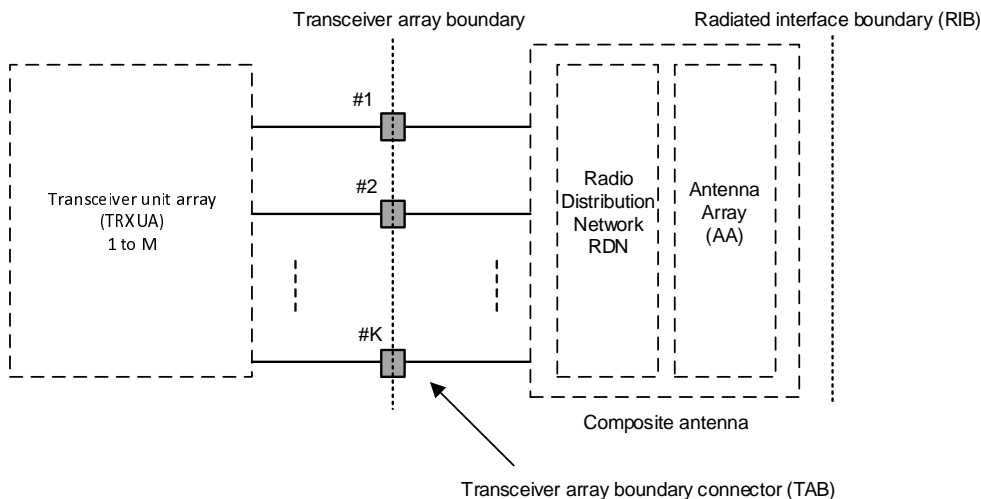 Transceiver array boundary
Radiated interface boundary (RIB)
#1
#2
#K
Transceiver unit array
(TRXUA)
1 to M
Radio
Distribution
Network
RDN
Antenna
Array
(AA)
Composite antenna
Transceiver array boundary connector (TAB)